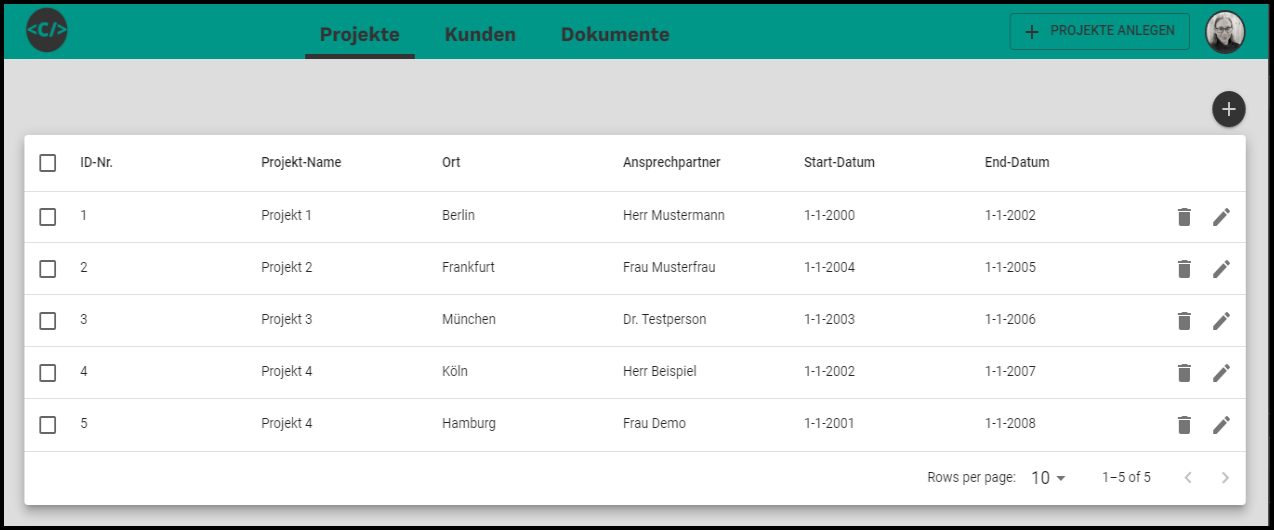 <C/>
Projekte Kunden Dokumente
+ PROJEKTE ANLEGEN
+
ID-Nr. Projekt-Name Ort Ansprechpartner Start-Datum End-Datum
1 Projekt 1 Berlin Herr Mustermann 1-1-2000 1-1-2002
2 Projekt 2 Frankfurt Frau Musterfrau 1-1-2004 1-1-2005
3 Projekt 3 München Dr. Testperson 1-1-2003 1-1-2006
4 Projekt 4 Köln Herr Beispiel 1-1-2002 1-1-2007
5 Projekt 4 Hamburg Frau Demo 1-1-2001 1-1-2008
Rows per page: 10 1–5 of 5